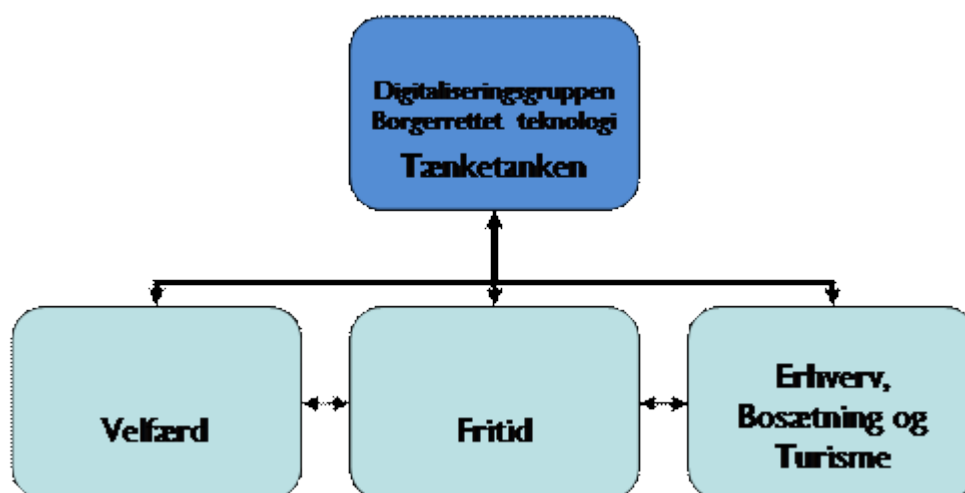 Digitaliseringsgruppen
Borgerrettet teknologi
Tænketanken
Velfærd
Fritid
Erhverv,
Bosætning og
Turisme